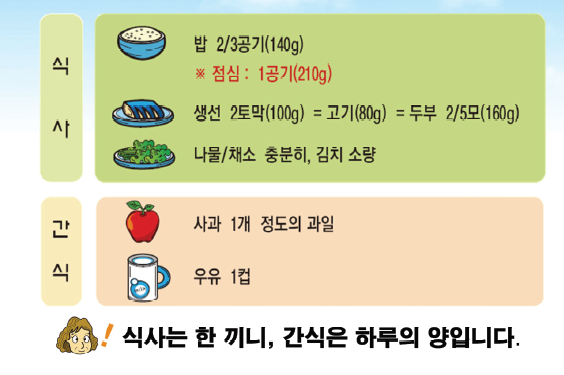 식사
밥 2/3공기(140g)
※ 점심 : 1공기(210g)
생선 2토막(100g) = 고기(80g) = 두부 2/5모(160g)
나물/채소 충분히, 김치 소량
간식
사과 1개 정도의 과일
우유 1컵
! 식사는 한 끼니, 간식은 하루의 양입니다.